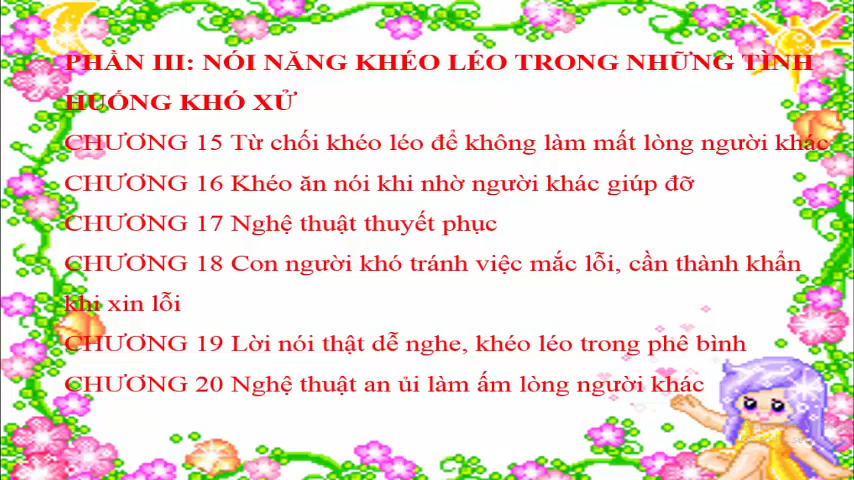 PHẦN III: NÓI NĂNG KHÉO LÉO TRONG NHỮNG TÌNH
HUỐNG KHÓ XỬ
CHƯƠNG 15 Từ chối khéo léo để không làm mất lòng người khác
CHƯƠNG 16 Khéo ăn nói khi nhờ người khác giúp đỡ
CHƯƠNG 17 Nghệ thuật thuyết phục
CHƯƠNG 18 Con người khó tránh việc mắc lỗi, cần thành khẩn
khi xin lỗi
CHƯƠNG 19 Lời nói thật dễ nghe, khéo léo trong phê bình
CHƯƠNG 20 Nghệ thuật an ủi làm ấm lòng người khác